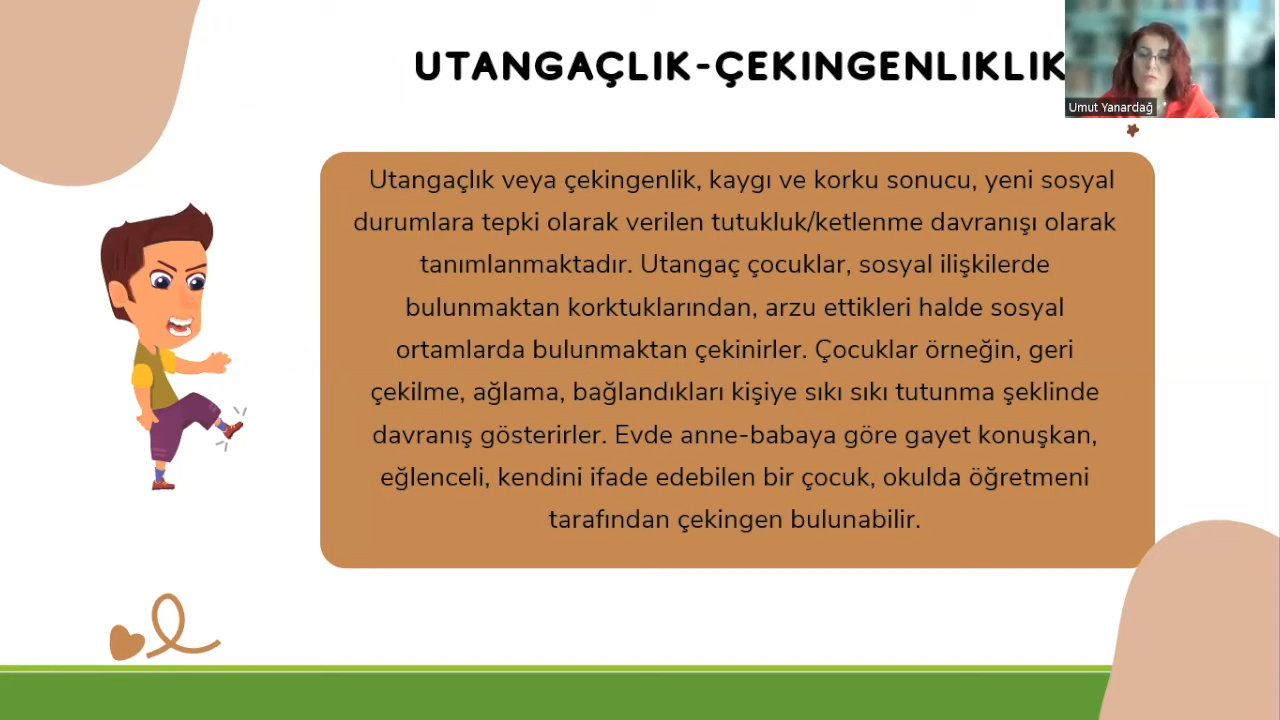 UTANGAÇLIK-ÇEKINGENLIKLIK
Umut Yanardağ
Utangaçlık veya çekingenlik, kaygı ve korku sonucu, yeni sosyal
durumlara tepki olarak verilen tutukluk/ketlenme davranışı olarak
tanımlanmaktadır. Utangaç çocuklar, sosyal ilişkilerde
bulunmaktan korktuklarından, arzu ettikleri halde sosyal
ortamlarda bulunmaktan çekinirler. Çocuklar örneğin, geri
çekilme, ağlama, bağlandıkları kişiye sıkı sıkı tutunma şeklinde
davranış gösterirler. Evde anne-babaya göre gayet konuşkan,
eğlenceli, kendini ifade edebilen bir çocuk, okulda öğretmeni
tarafından çekingen bulunabilir.